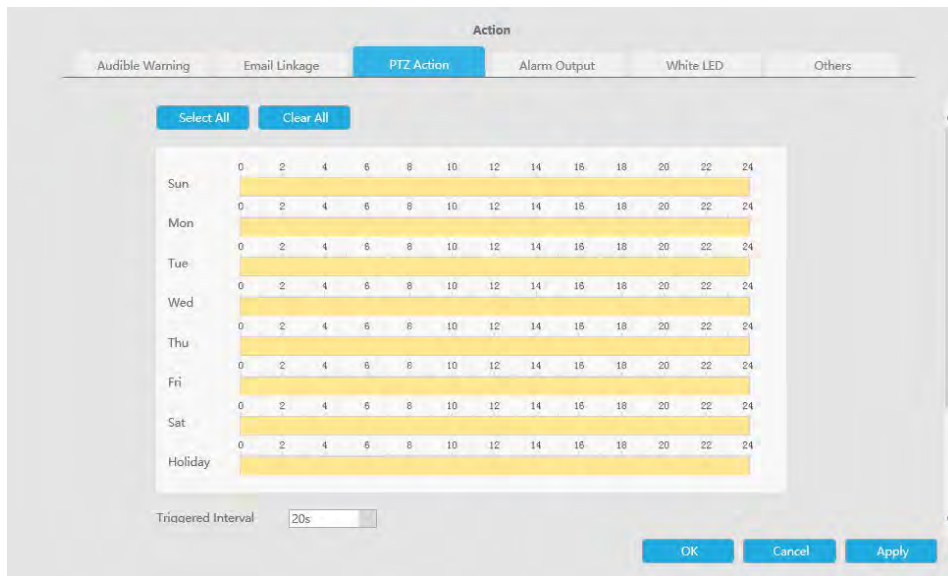 Action
Audible Warning Email Linkage PTZ Action Alarm Output White LED Others
Select All Clear All
0 2 4 6 8 10 12 14 16 18 20 22 24
Sun
0 2 4 6 8 10 12 14 16 18 20 22 24
Mon
0 2 4 6 8 10 12 14 16 18 20 22 24
Tue
0 2 4 6 8 10 12 14 16 18 20 22 24
Wed
0 2 4 6 8 10 12 14 16 18 20 22 24
Thu
0 2 4 6 8 10 12 14 16 18 20 22 24
Fri
0 2 4 6 8 10 12 14 16 18 20 22 24
Sat
0 2 4 6 8 10 12 14 16 18 20 22 24
Holiday
Triggered Interval 20s
OK Cancel Apply